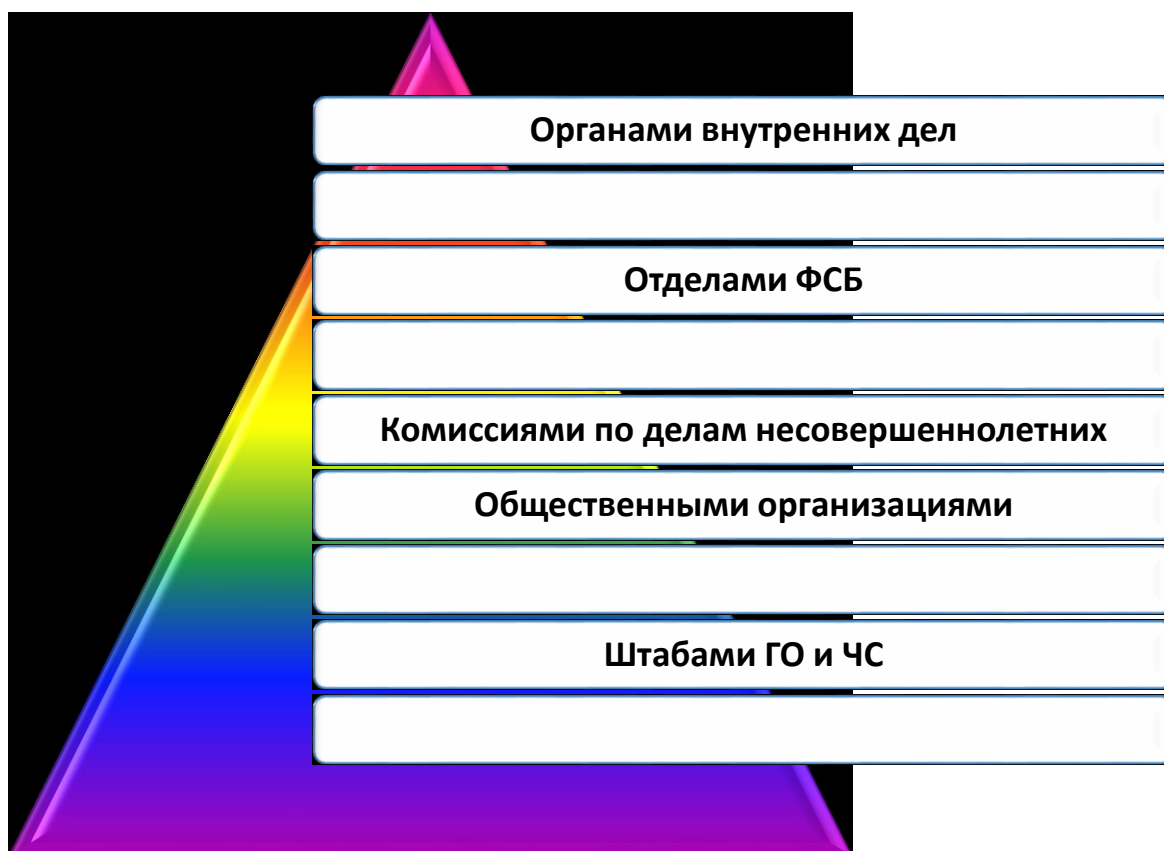 Органами внутренних дел
Отделами ФСБ
Комиссиями по делам несовершеннолетних
Общественными организациями
Штабами ГО и ЧС